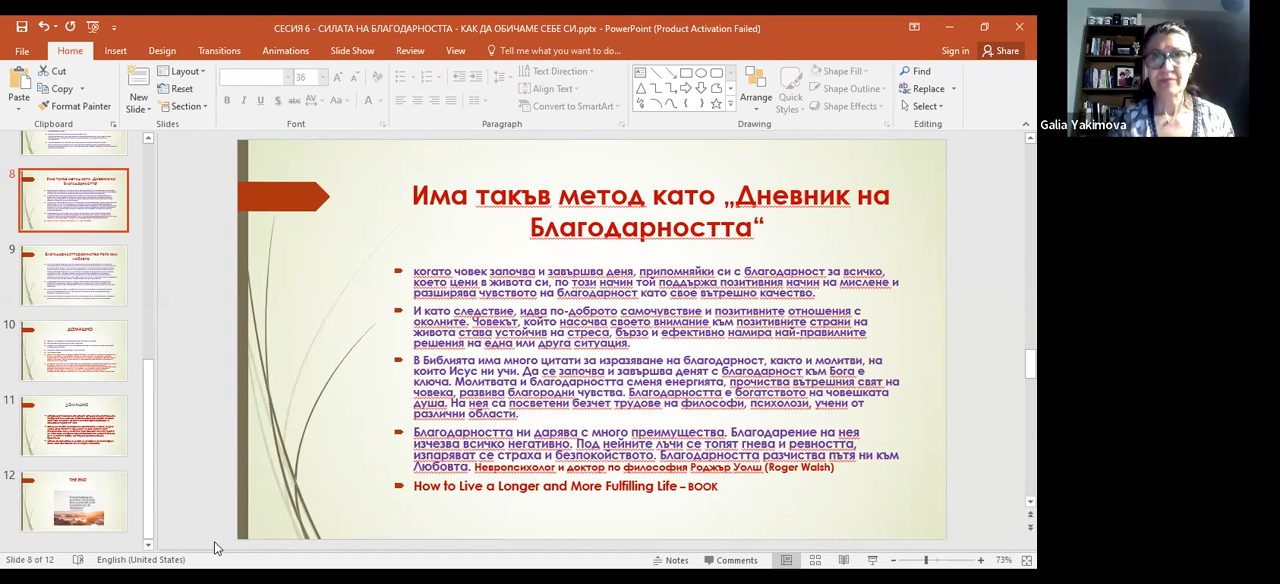 СЕСИЯ 6 - СИЛАТА НА БЛАГОДАРНОСТТА - КАК ДА ОБИЧАМЕ СЕБЕ СИ.pptx - PowerPoint (Product Activation Failed)
File Home Insert Design Transitions Animations Slide Show Review View Tell me what you want to do... Sign in Share
Paste Cut Copy Format Painter Clipboard
New Slide Layout Reset Section Slides
36 Font
Text Direction Align Text Convert to SmartArt Paragraph
Arrange Quick Styles Shape Fill Shape Outline Shape Effects Drawing
Find Replace Select Editing
Galia Yakimova
8
9
10
ДОМАШНО
11
ДОМАШНО
12
THE END
Има такъв метод като „Дневник на
Благодарността“
когато човек започва и завършва деня, припомняйки си с благодарност за всичко,
което цени в живота си, по този начин той поддържа позитивния начин на мислене и
разширява чувството на благодарност като свое вътрешно качество.
И като следствие, идва по-доброто самочувствие и позитивните отношения с
околните. Човекът, който насочва своето внимание към позитивните страни на
живота става устойчив на стреса, бързо и ефективно намира най-правилните
решения на една или друга ситуация.
В Библията има много цитати за изразяване на благодарност, както и молитви, на
които Исус ни учи. Да се започва и завършва денят с благодарност към Бога е
ключа. Молитвата и благодарността сменя енергията, прочиства вътрешния свят на
човека, развива благородни чувства. Благодарността е богатството на човешката
душа. На нея са посветени безчет трудове на философи, психолози, учени от
различни области.
Благодарността ни дарява с много преимущества. Благодарение на нея
изчезва всичко негативно. Под нейните лъчи се топят гнева и ревността,
изпаряват се страха и безпокойството. Благодарността разчиства пътя ни към
Любовта. Невропсихолог и доктор по философия Роджър Уолш (Roger Walsh)
How to Live a Longer and More Fulfilling Life – BOOK
Slide 8 of 12 English (United States) Notes Comments 73%